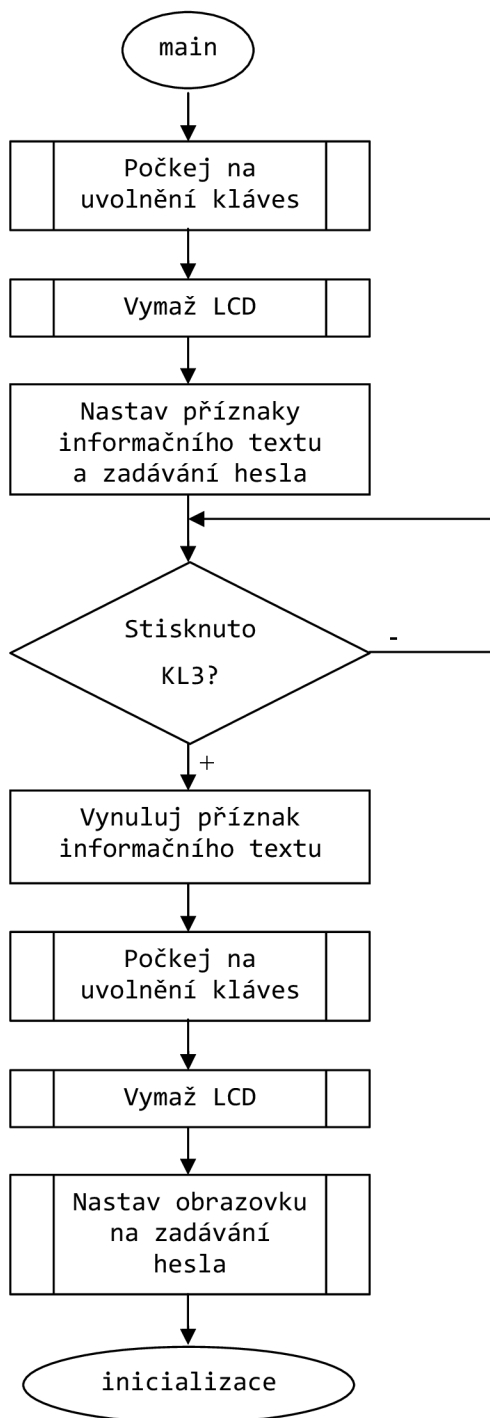 main
Počkej na
uvolnění kláves
Vymaž LCD
Nastav příznaky
informačního textu
a zadávání hesla
Stisknuto
KL3?
-
+
Vynuluj příznak
informačního textu
Počkej na
uvolnění kláves
Vymaž LCD
Nastav obrazovku
na zadávání
hesla
inicializace